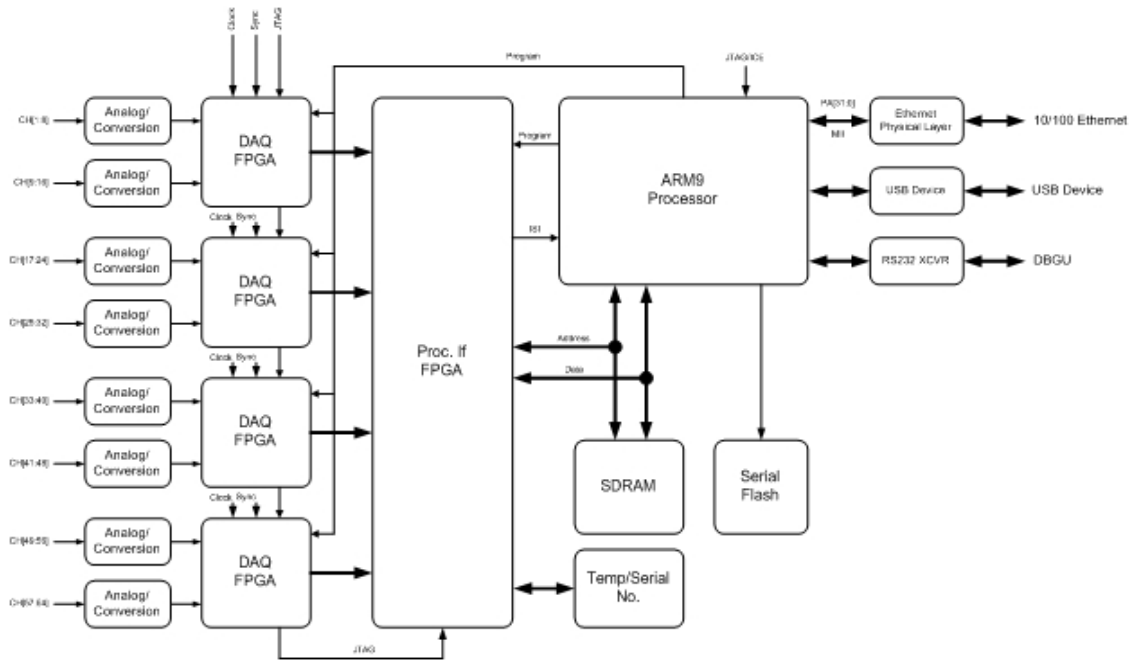 Clock
Sync
JTAG
Program
JTAG/ICE
CH[1:8]
Analog/
Conversion
DAQ
FPGA
CH[9:16]
Analog/
Conversion
Program
ARM9
Processor
PA[31:0]
MII
Ethernet
Physical Layer
10/100 Ethernet
USB Device
USB Device
RS232 XCVR
DBGU
Clock
Sync
CH[17:24]
Analog/
Conversion
DAQ
FPGA
CH[25:32]
Analog/
Conversion
Proc. If
FPGA
Address
Data
Clock
Sync
CH[33:40]
Analog/
Conversion
DAQ
FPGA
CH[41:48]
Analog/
Conversion
SDRAM
Serial
Flash
Clock
Sync
Analog/
Conversion
DAQ
FPGA
CH[57:64]
Analog/
Conversion
Temp/Serial
No.
JTAG